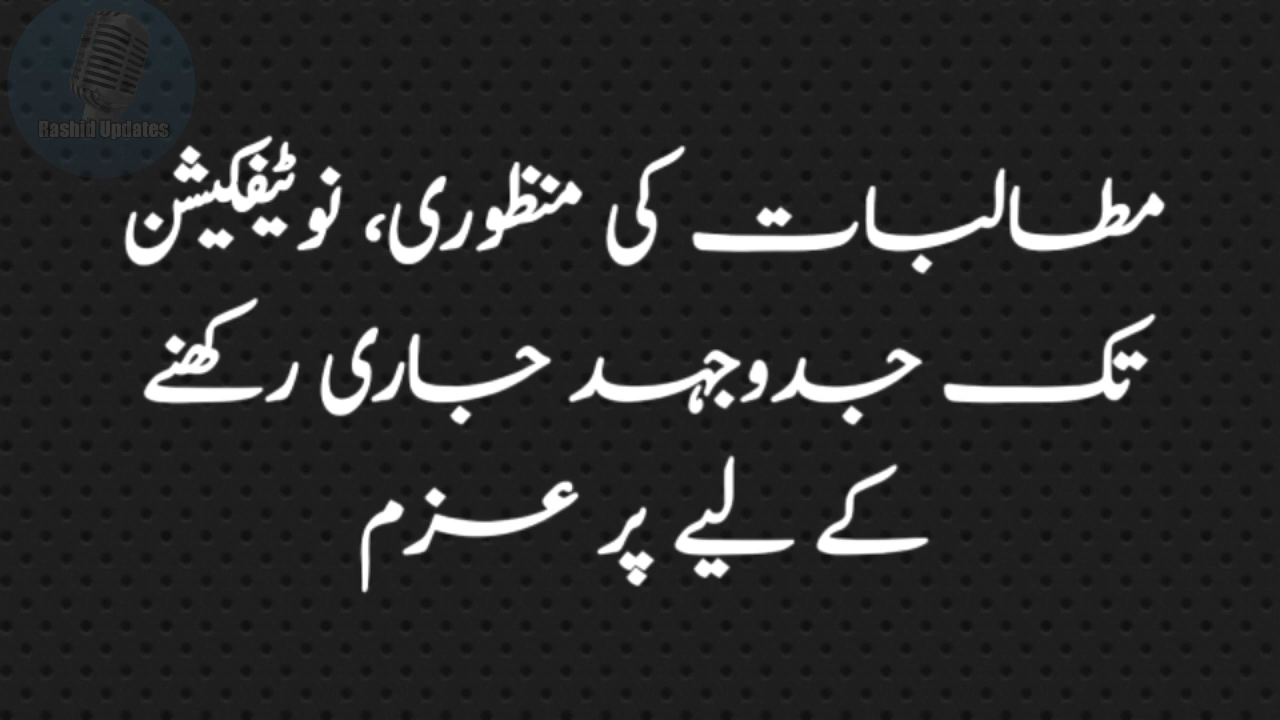 Rashid Updates
مطالبات کی منظوری، نوٹیفکیشن
تک جدوجہد جاری رکھنے
کے لیے پر عزم